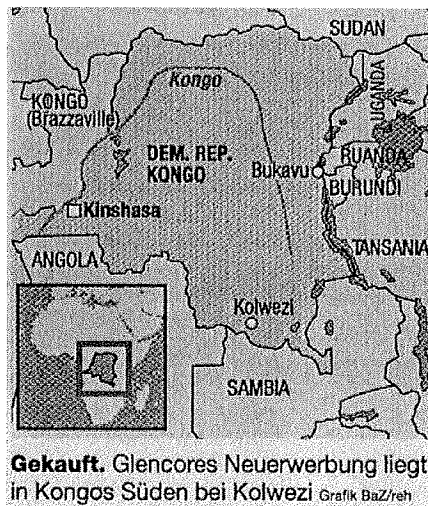 SUDAN
Kongo
UGANDA
KONGO
(Brazzaville)
DEM. REP.
KONGO
Bukavu
RUANDA
BURUNDI
Kinshasa
TANSANIA
ANGOLA
Kolwezi
SAMBIA
Gekauft. Glencores Neuerwerbung liegt
in Kongos Süden bei Kolwezi Grafik BaZ/reh